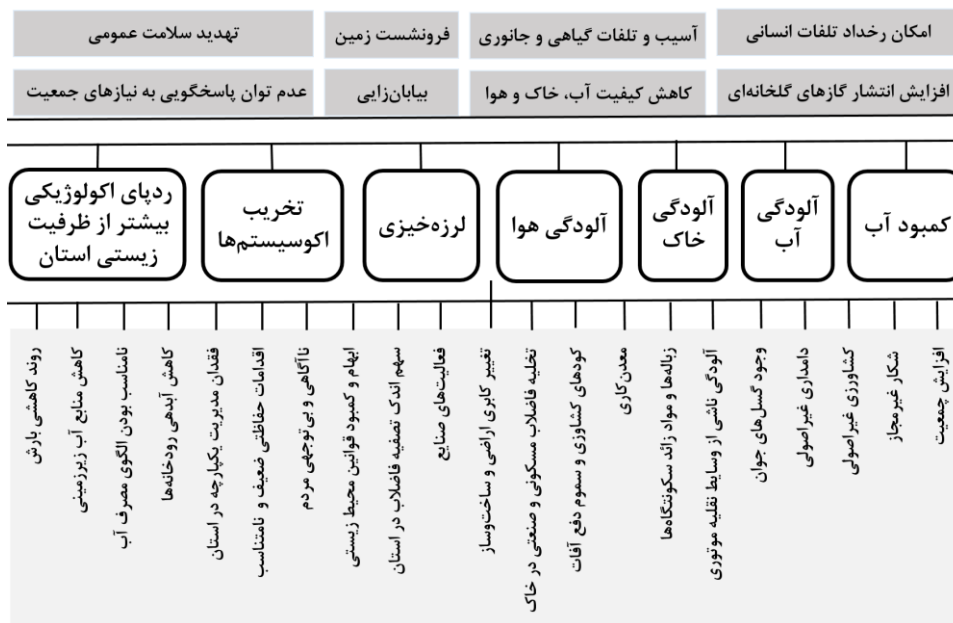 امکان رخداد تلفات انسانی
آسیب و تلفات گیاهی و جانوری
فرونشست زمین
تهدید سلامت عمومی
افزایش انتشار گازهای گلخانه‌ای
کاهش کیفیت آب، خاک و هوا
بیابان‌زایی
عدم توان پاسخگویی به نیازهای جمعیت
کمبود آب
آلودگی
آب
آلودگی
خاک
آلودگی هوا
لرزه‌خیزی
تخریب
اکوسیستم‌ها
ردپای اکولوژیکی
بیشتر از ظرفیت
زیستی استان
افزایش جمعیت
شکار غیرمجاز
کشاورزی غیراصولی
دامداری غیراصولی
وجود گسل‌های جوان
آلودگی ناشی از وسایط نقلیه موتوری
زباله‌ها و مواد زائد سکونتگاه‌ها
معدن‌کاری
کودهای کشاوزی و سموم دفع آفات
تخلیه فاضلاب مسکونی و صنعتی در خاک
تغییر کابری اراضی و ساخت‌وساز
فعالیت‌های صنایع
سهم اندک تصفیه فاضلاب در استان
ابهام و کمبود قوانین محیط زیستی
ناآگاهی و بی‌توجهی مردم
اقدامات حفاظتی ضعیف و نامتناسب
فقدان مدیریت یکپارچه در استان
کاهش آبدهی رودخانه‌ها
نامناسب بودن الگوی مصرف آب
کاهش منابع آب زیرزمینی
روند کاهشی بارش